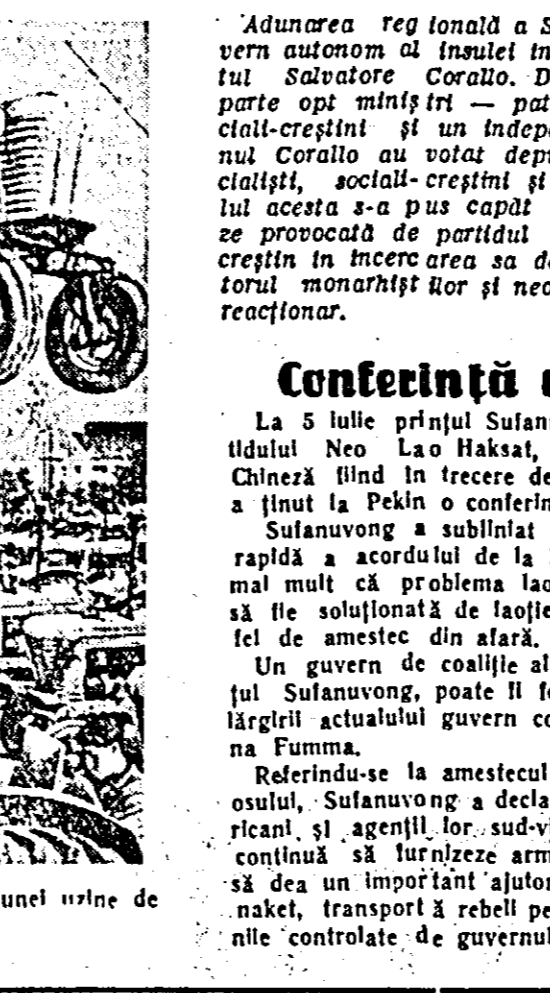 Adunarea regională a S
vern autonom al insulei in
tul Salvatore Corallo. D
parte opt miniștri — pat
ciali-creștini și un indep
nul Corallo au votat dept
cialiști, sociali-creștini și
lul acesta s-a pus capăt
ze provocată de partidul
creștin în încercarea sa d
torul monarhiștilor și neo
reacționar.
Conferință
La 5 iulie prințul Sufan
tidului Neo Lao Haksat,
Chineză fiind în trecere de
a ținut la Pekin o conferin
Sufanuvong a subliniat
rapidă a acordului de la
mai mult că problema lao
să fie soluționată de laoție
fel de amestec din afară.
Un guvern de coaliție al
țul Sufanuvong, poate fi f
lărgirii actualului guvern co
na Fumma.
Referindu-se la amestecul
osului, Sufanuvong a decla
ricani și agenții lor sud-vi
continuă să furnizeze arm
să dea un important ajutor
naket, transportă rebeli pe
nile controlate de guvernul
unei uzine de